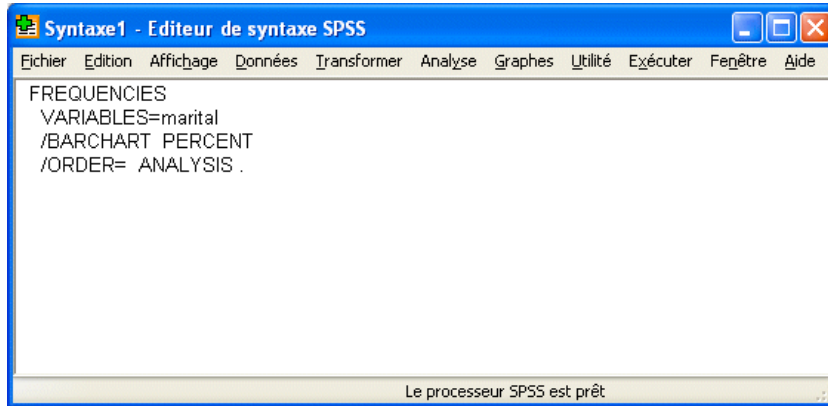 Syntaxe1 - Editeur de syntaxe SPSS
Fichier Edition Affichage Données Transformer Analyse Graphes Utilité Exécuter Fenêtre Aide
FREQUENCIES
VARIABLES=marital
/BARCHART PERCENT
/ORDER= ANALYSIS .
Le processeur SPSS est prêt